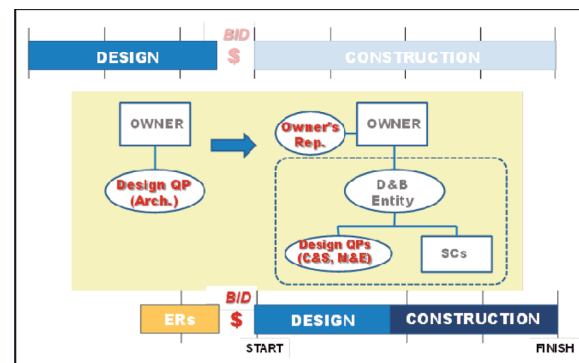 BID
DESIGN $ CONSTRUCTION
OWNER
Design QP
(Arch.)
Owner's
Rep.
OWNER
D&B
Entity
Design QPs
(C&S, M&E)
SCs
BID
ERs $ DESIGN CONSTRUCTION
START FINISH